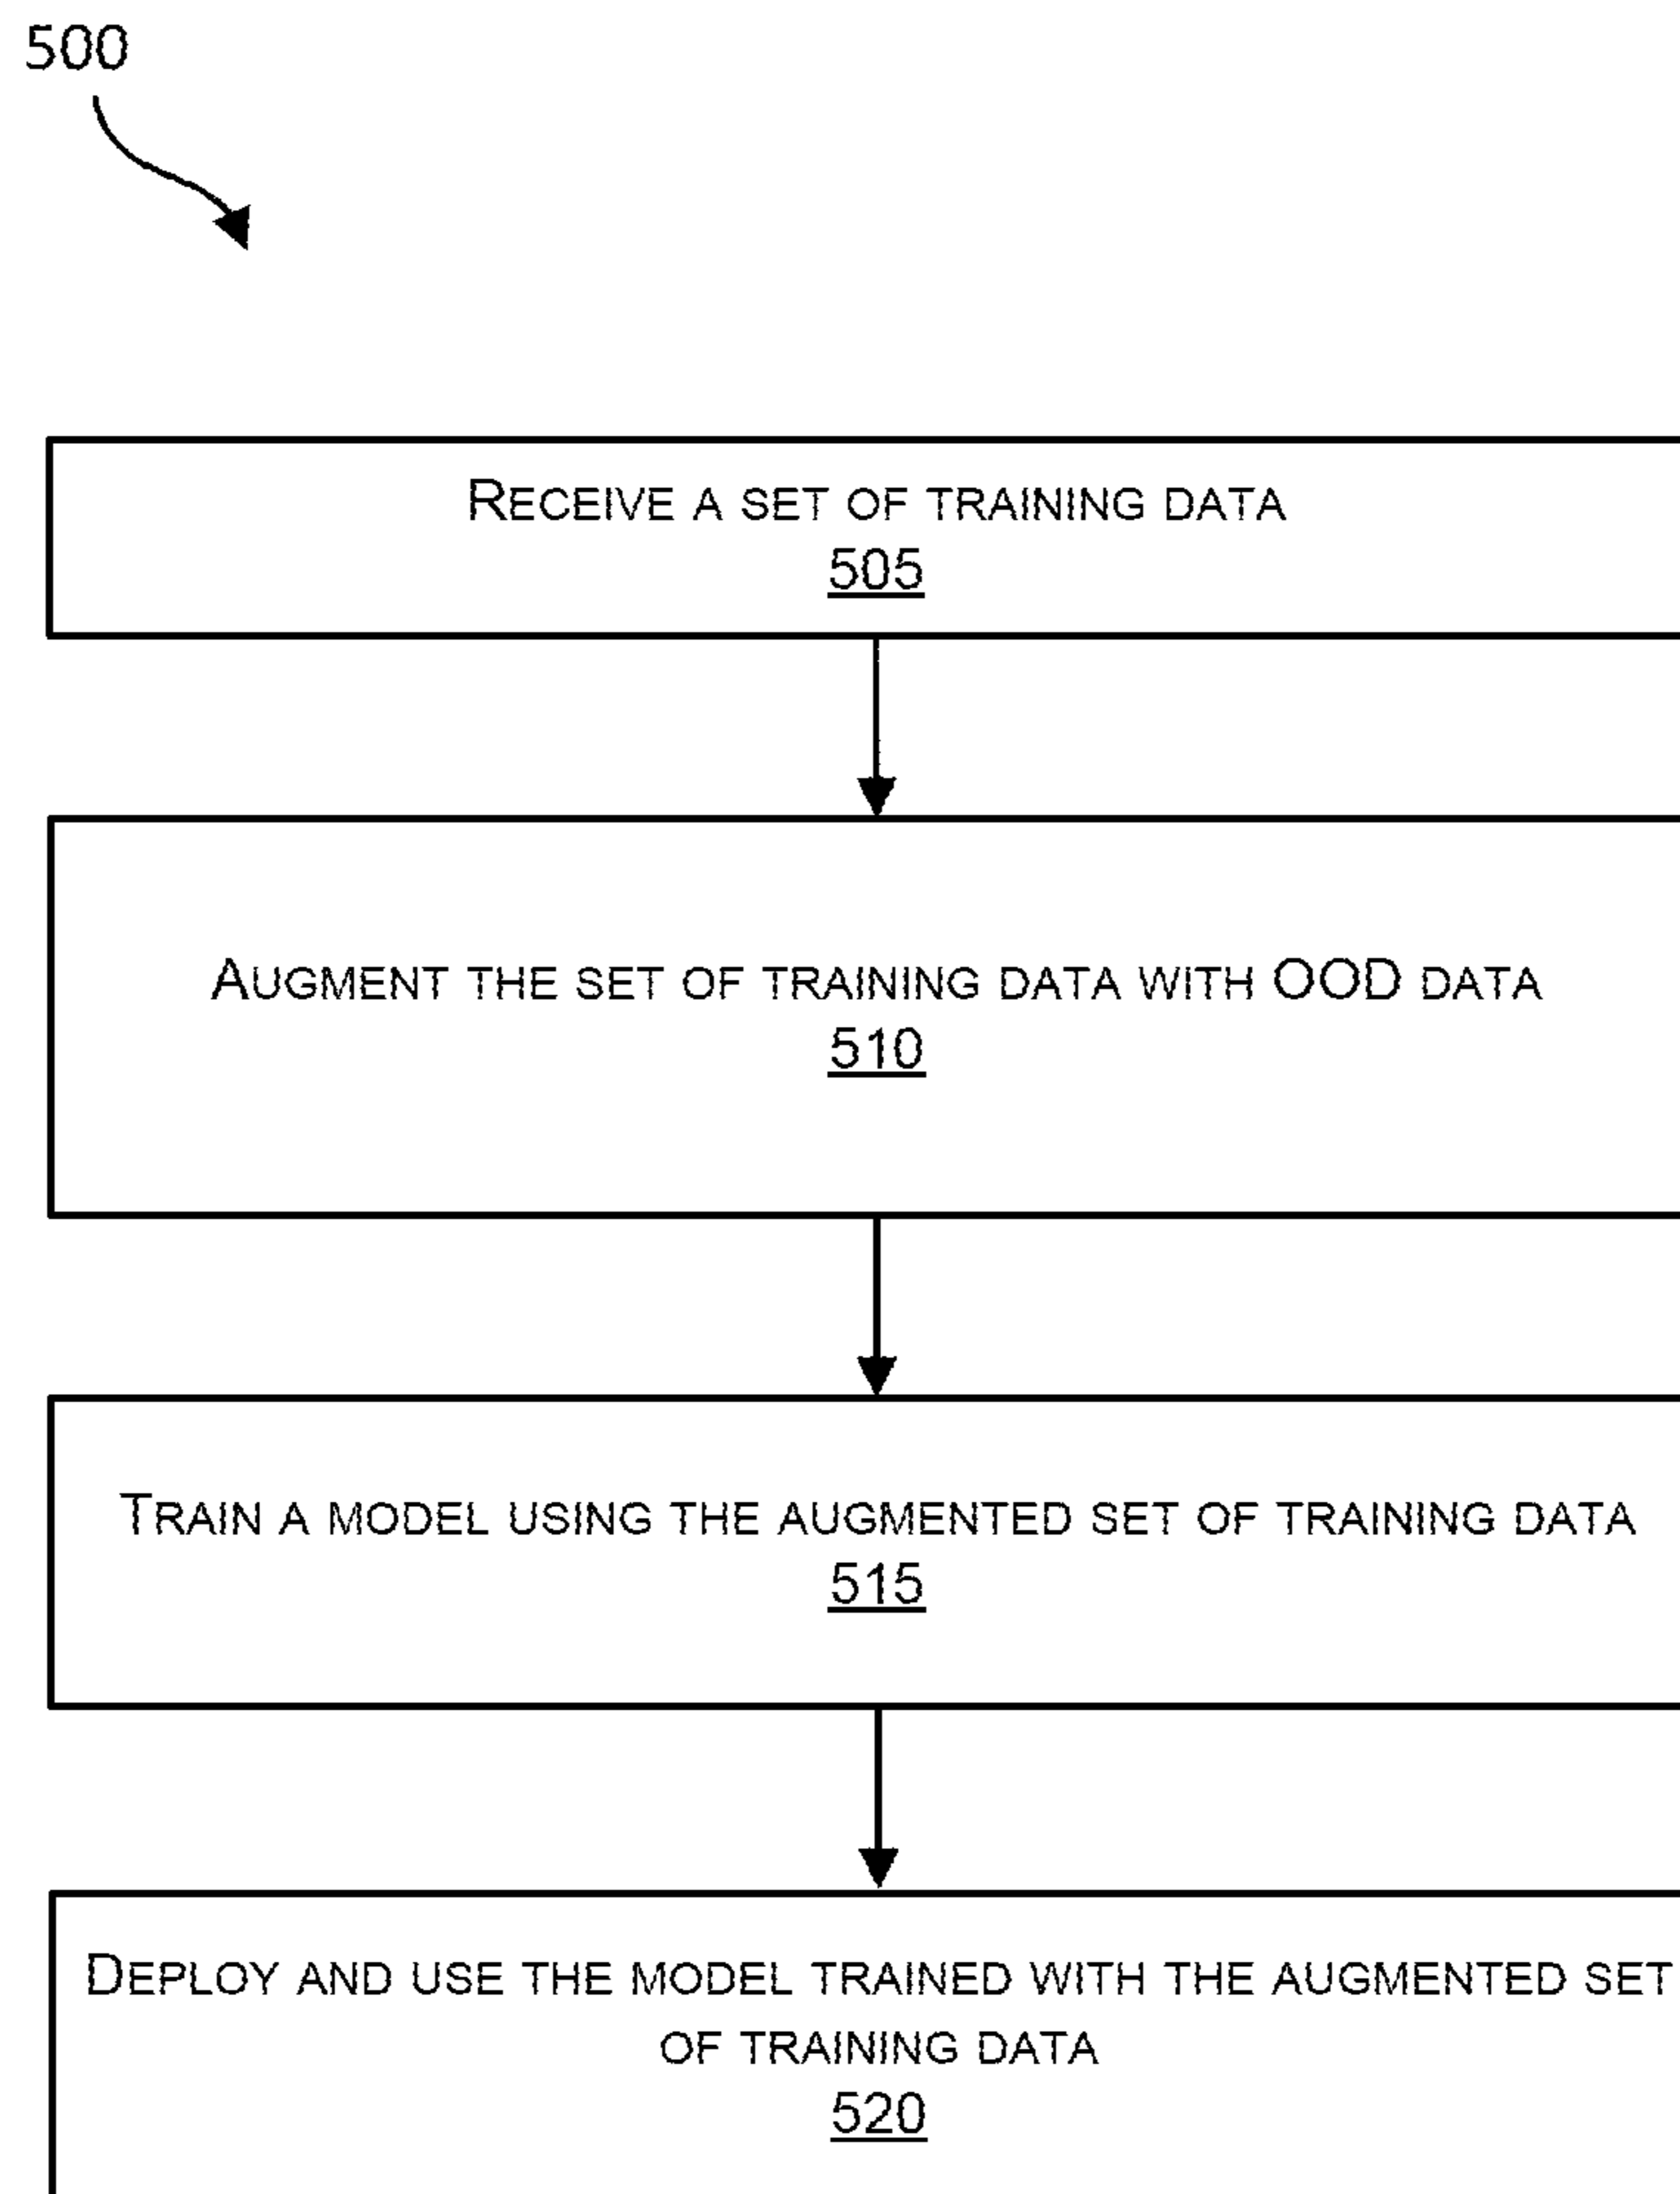 500
RECEIVE A SET OF TRAINING DATA
505
AUGMENT THE SET OF TRAINING DATA WITH OOD DATA
510
TRAIN A MODEL USING THE AUGMENTED SET OF TRAINING DATA
515
DEPLOY AND USE THE MODEL TRAINED WITH THE AUGMENTED SET
OF TRAINING DATA
520